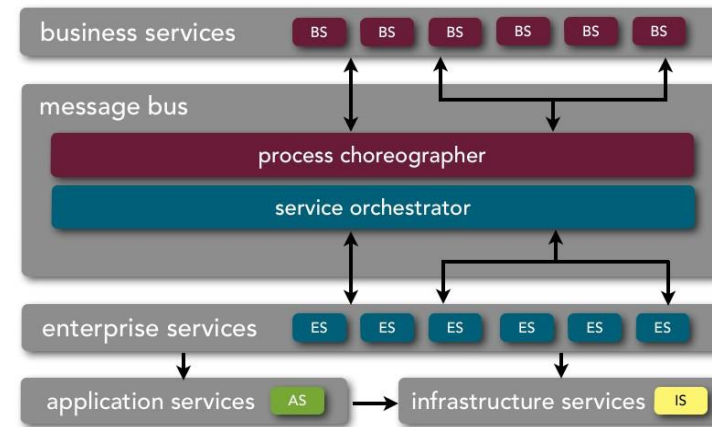 business services BS BS BS BS BS BS
message bus
process choreographer
service orchestrator
enterprise services ES ES ES ES ES ES
application services AS infrastructure services IS